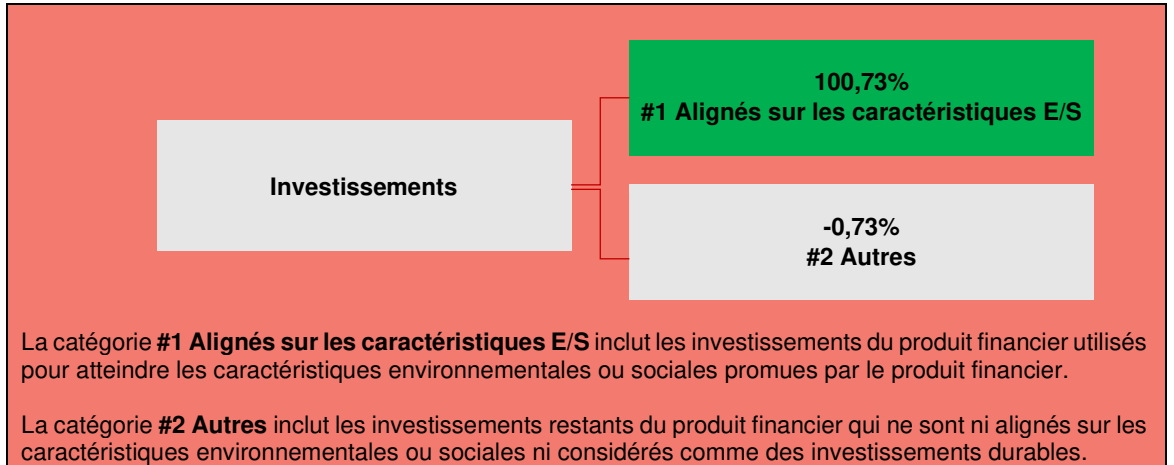 100,73%
#1 Alignés sur les caractéristiques E/S
Investissements
-0,73%
#2 Autres
La catégorie #1 Alignés sur les caractéristiques E/S inclut les investissements du produit financier utilisés
pour atteindre les caractéristiques environnementales ou sociales promues par le produit financier.
La catégorie #2 Autres inclut les investissements restants du produit financier qui ne sont ni alignés sur les
caractéristiques environnementales ou sociales ni considérés comme des investissements durables.